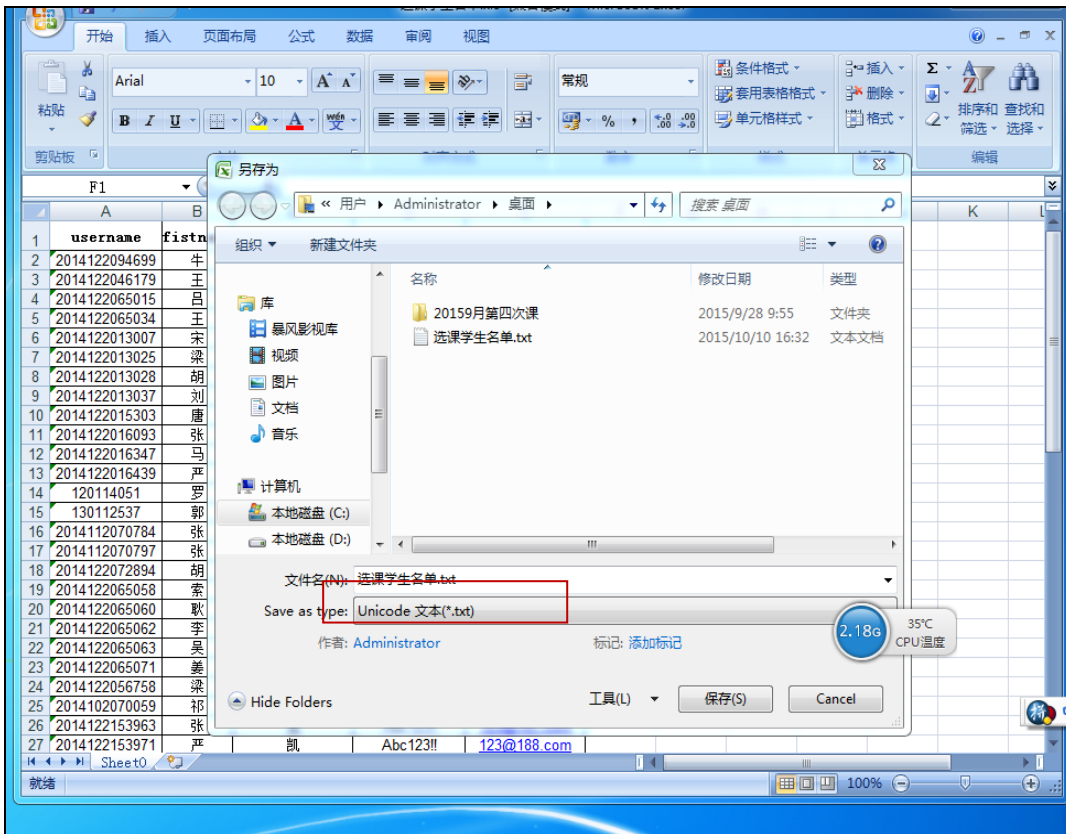 开始 插入 页面布局 公式 数据 审阅 视图
Arial 10 常规
粘贴
条件格式
套用表格格式
单元格样式
插入
删除
格式
排序和筛选
查找和选择
剪贴板 编辑
另存为
F1
用户 Administrator 桌面 搜索 桌面
A B K
组织 新建文件夹
1 username fistn
名称 修改日期 类型
库
暴风影视库
视频
图片
文档
音乐
计算机
本地磁盘 (C:)
本地磁盘 (D:)
20159月第四次课 2015/9/28 9:55 文件夹
选课学生名单.txt 2015/10/10 16:32 文本文档
2 2014122094699 牛
3 2014122046179 王
4 2014122065015 吕
5 2014122065034 王
6 2014122013007 宋
7 2014122013025 梁
8 2014122013028 胡
9 2014122013037 刘
10 2014122015303 唐
11 2014122016093 张
12 2014122016347 马
13 2014122016439 严
14 120114051 罗
15 130112537 郭
16 2014112070784 张
17 2014112070797 张
18 2014122072894 胡
19 2014122065058 索
20 2014122065060 耿
21 2014122065062 李
22 2014122065063 吴
23 2014122065071 姜
24 2014122056758 梁
25 2014102070059 祁
26 2014122153963 张
27 2014122153971 严 凯 Abc123!! 123@188.com
文件名(N): 选课学生名单.txt
Save as type: Unicode 文本(*.txt)
作者: Administrator 标记: 添加标记
2.18G 35℃
CPU温度
Hide Folders 工具(L) 保存(S) Cancel
Sheet0
就绪 100%